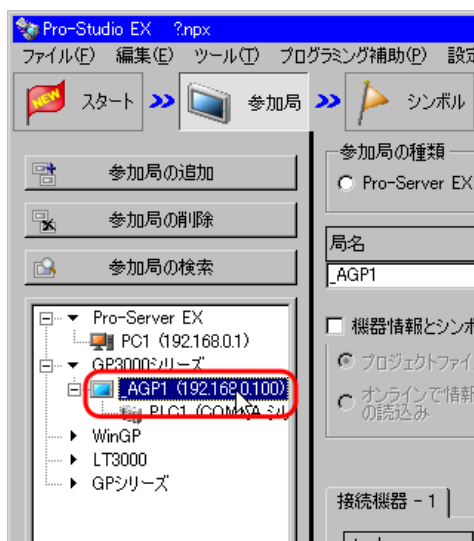 Pro-Studio EX ?.npx
ファイル(F) 編集(E) ツール(T) プログラミング補助(P) 設定
NEW スタート 参加局 シンボル
参加局の追加
参加局の削除
参加局の検索
Pro-Server EX
PC1 (192.168.0.1)
GP3000シリーズ
_AGP1 (192.168.0.100)
PLC1 (COM1
WinGP
LT3000
GPシリーズ
参加局の種類
Pro-Server EX
局名
_AGP1
機器情報とシンボ
プロジェクトファイ
オンラインで情報
の読込み
接続機器 - 1